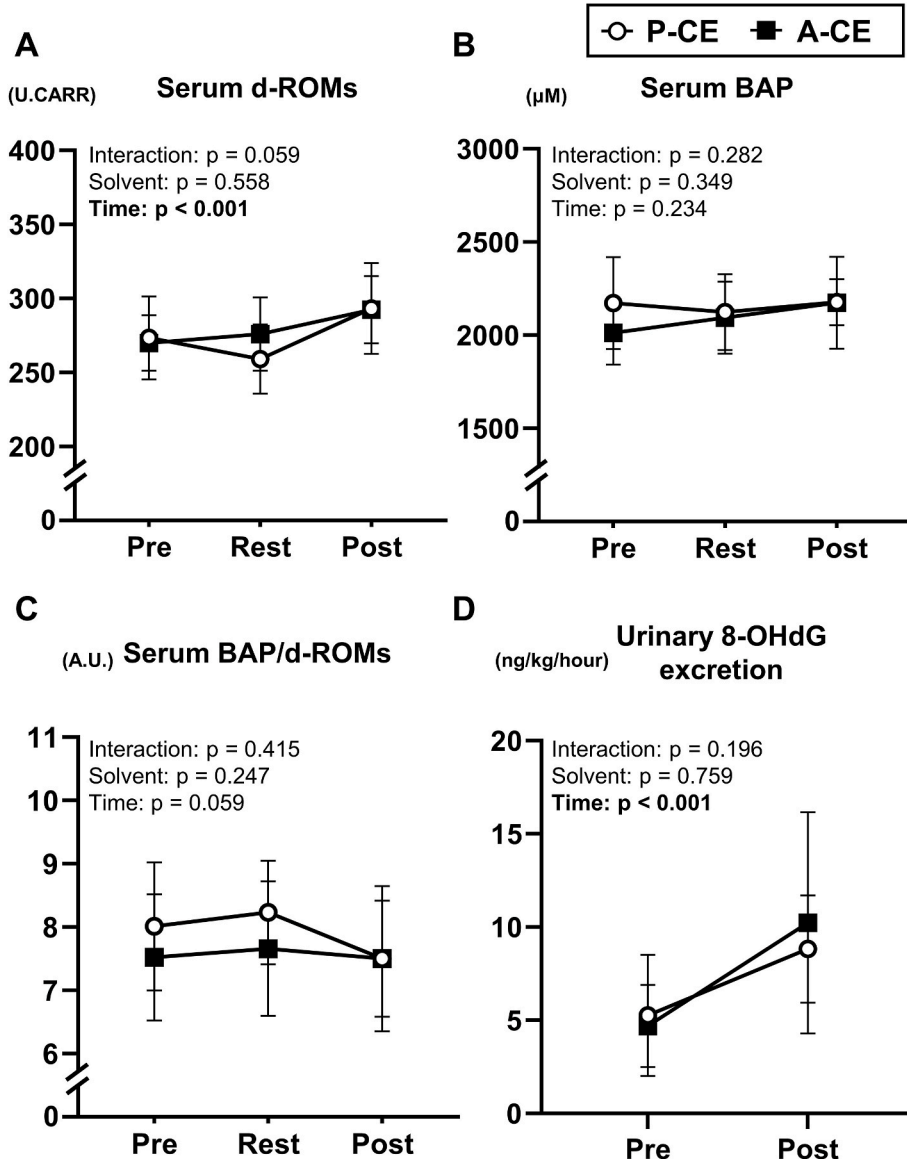 P-CE A-CE
A
Serum d-ROMs
(U.CARR)
400
350
300
250
200
0
Interaction: p = 0.059
Solvent: p = 0.558
Time: p < 0.001
Pre Rest Post
B
Serum BAP
(µM)
3000
2500
2000
1500
0
Interaction: p = 0.282
Solvent: p = 0.349
Time: p = 0.234
Pre Rest Post
C
(A.U.) Serum BAP/d-ROMs
11
10
9
8
7
6
0
Interaction: p = 0.415
Solvent: p = 0.247
Time: p = 0.059
Pre Rest Post
D
Urinary 8-OHdG
excretion
(ng/kg/hour)
20
15
10
5
0
Interaction: p = 0.196
Solvent: p = 0.759
Time: p < 0.001
Pre Post